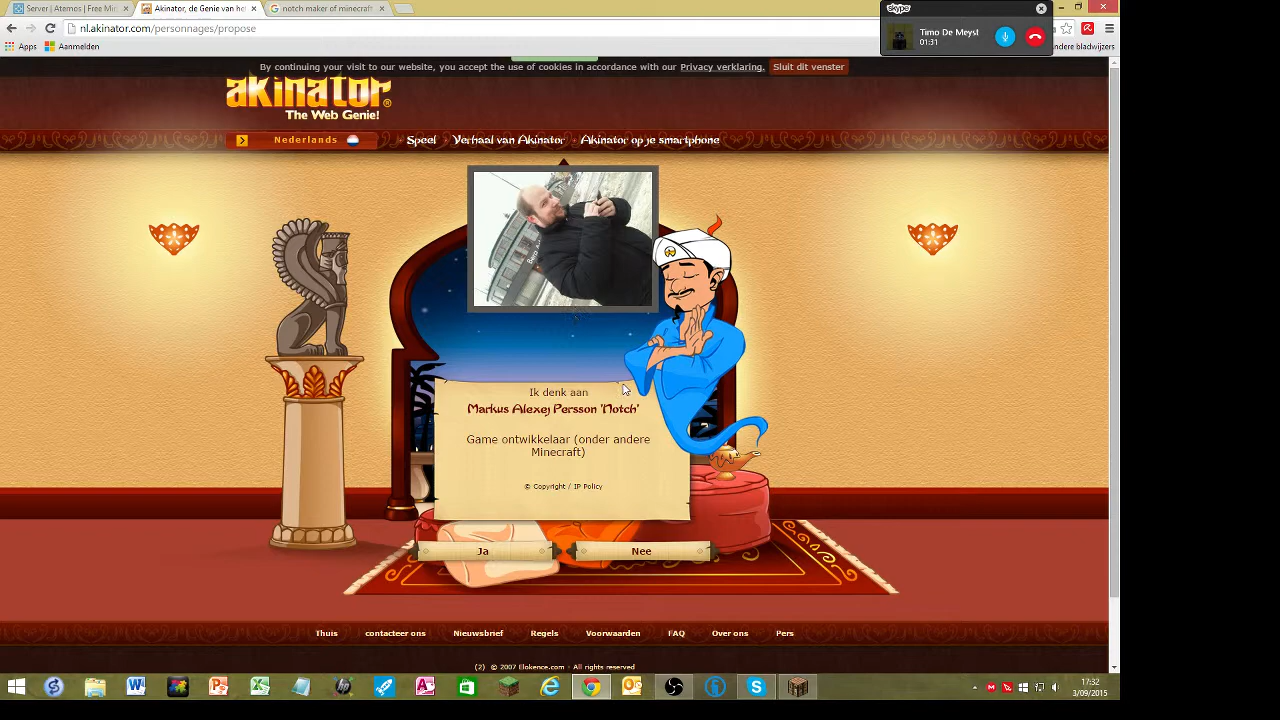 Server | Aternos | Free Mi
Akinator, de Genie van het
notch maker of minecraft
skype
nl.akinator.com/personnages/propose
Timo De Meyst
01:31
Apps
Aanmelden
ndere bladwijzers
By continuing your visit to our website, you accept the use of cookies in accordance with our Privacy verklaring.
Sluit dit venster
akinator®
The Web Genie!
Nederlands
Speel
Verhaal van Akinator
Akinator op je smartphone
Ik denk aan
Markus Alexej Persson 'Notch'
Game ontwikkelaar (onder andere
Minecraft)
© Copyright / IP Policy
Ja
Nee
Thuis
contacteer ons
Nieuwsbrief
Regels
Voorwaarden
FAQ
Over ons
Pers
(2) © 2007 Elokence.com - All rights reserved
17:32
3/09/2015